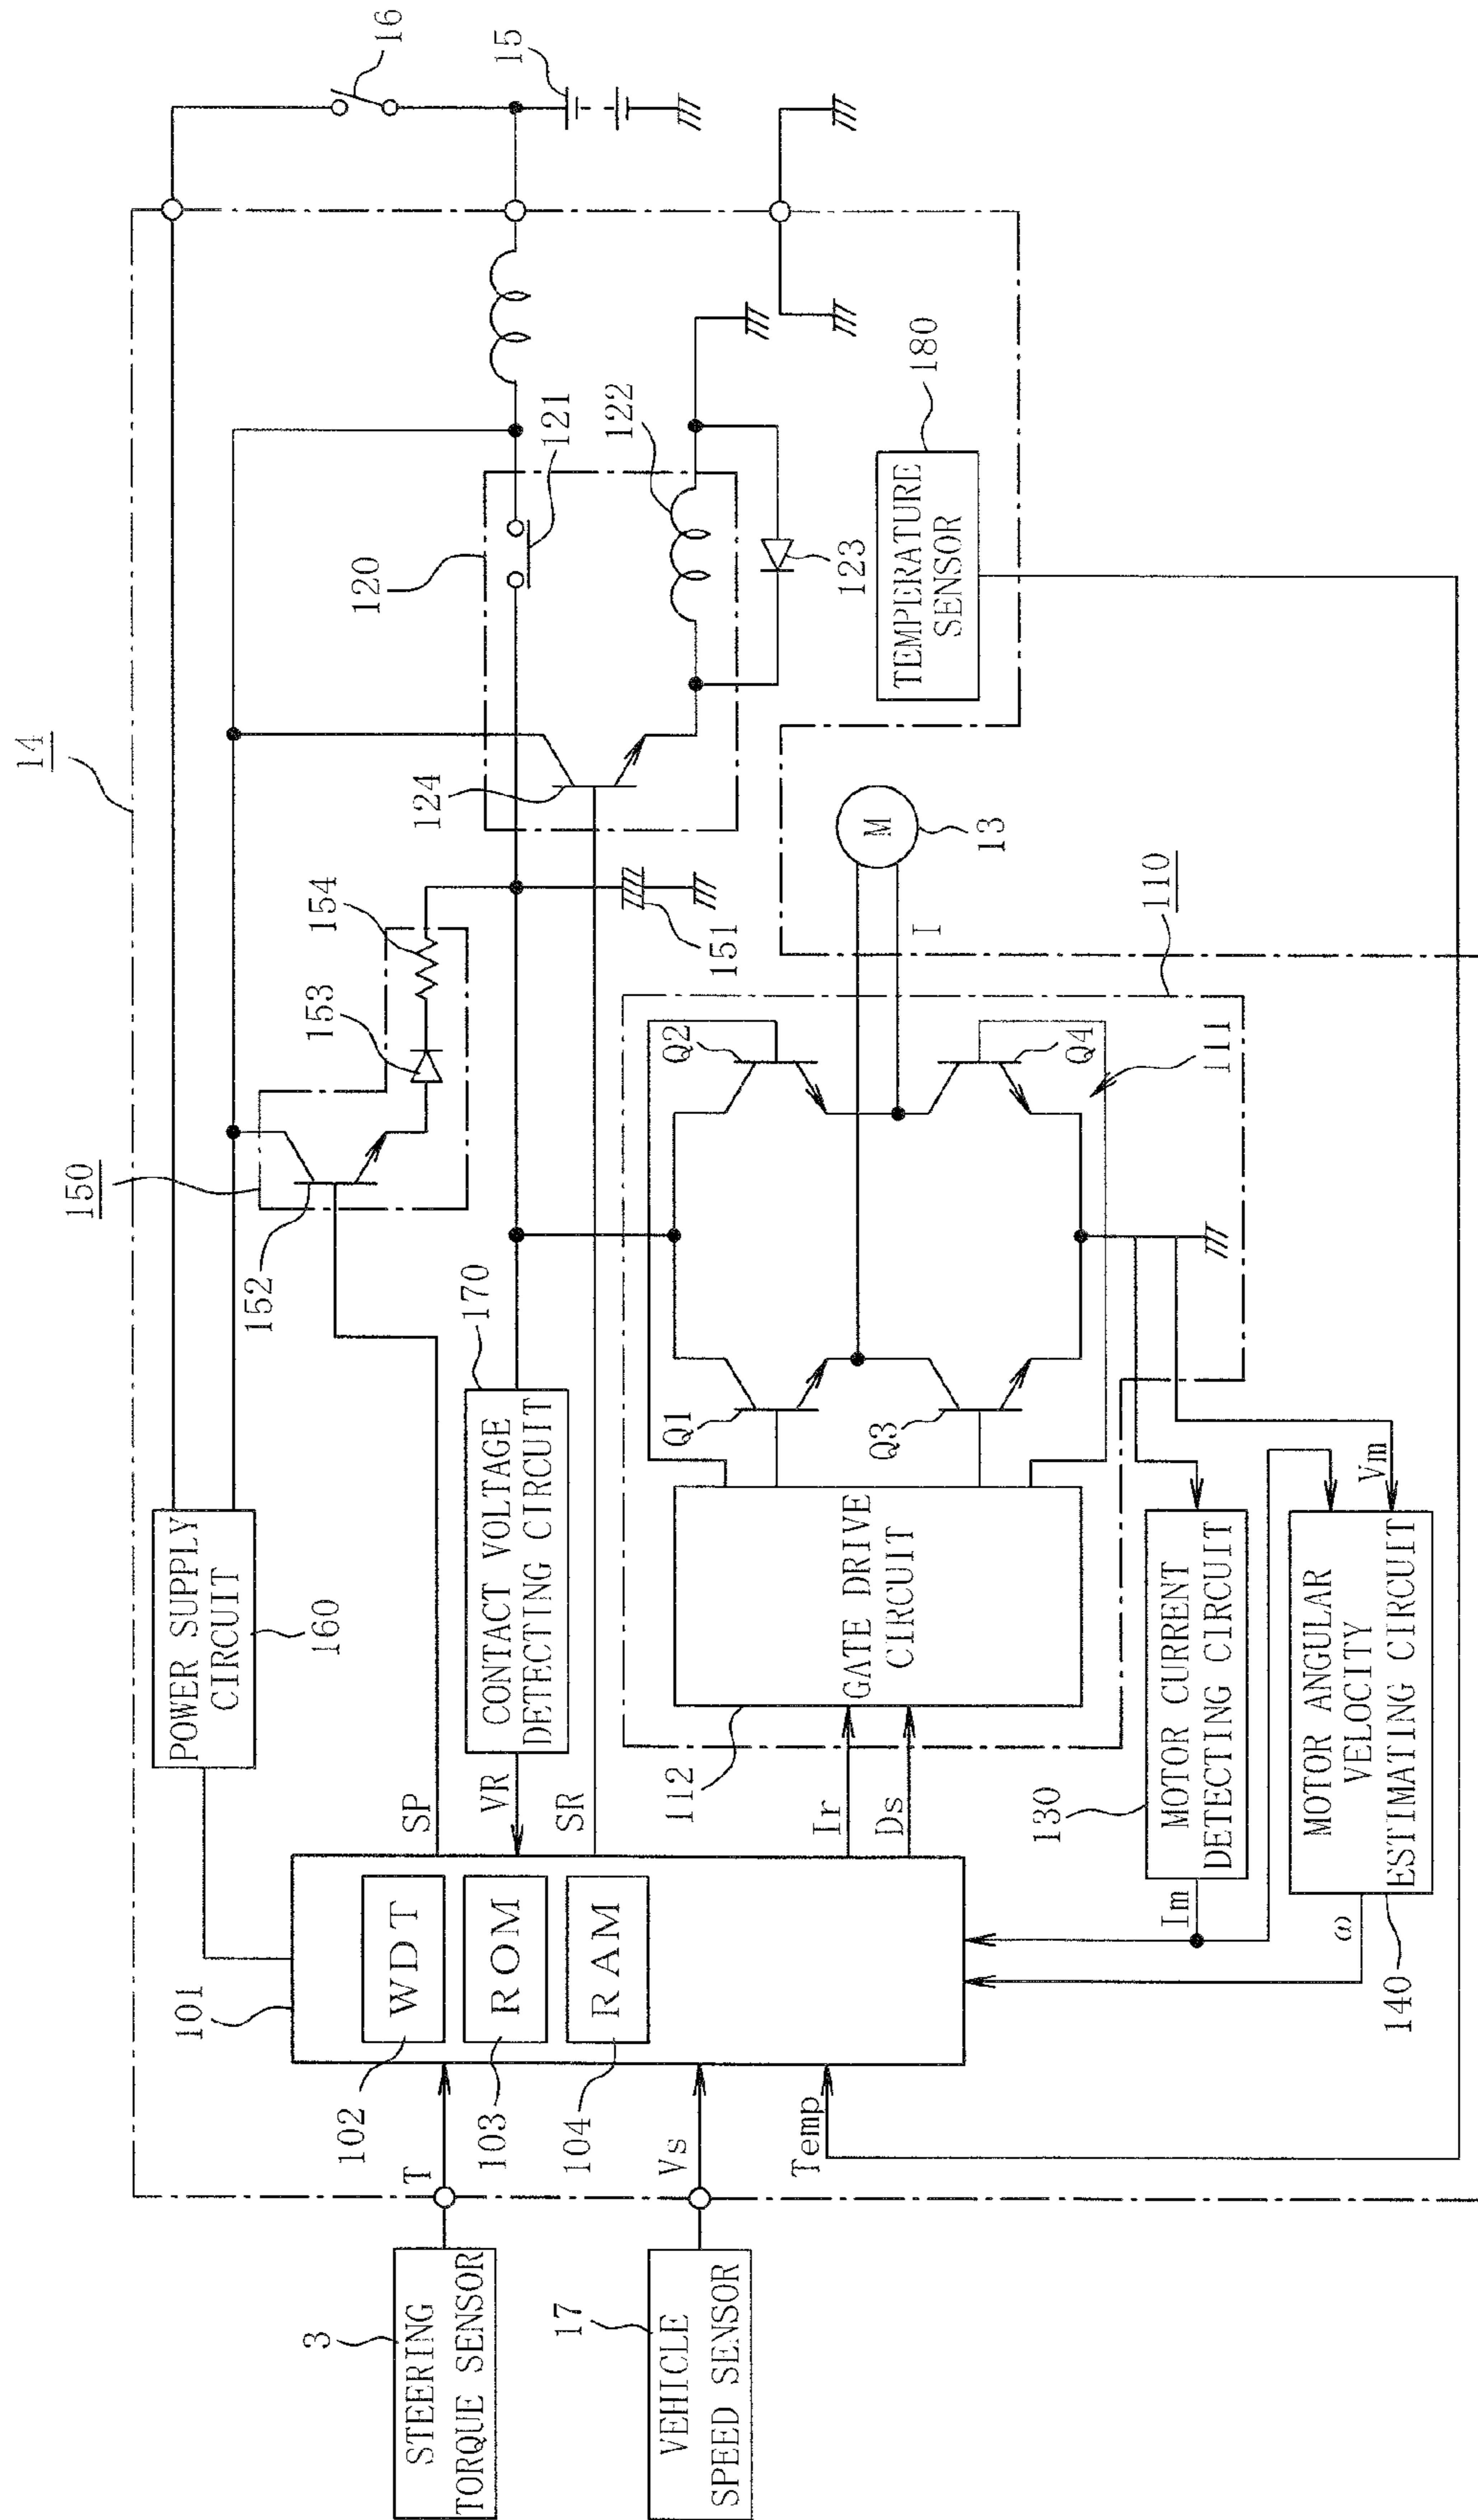 14
16
15
POWER SUPPLY
CIRCUIT
160
150
152
153
154
120
121
122
123
124
151
101
WDT
102
ROM
103
RAM
104
SP
VR
SR
CONTACT VOLTAGE
DETECTING CIRCUIT
170
3
STEERING
TORQUE SENSOR
T
17
VEHICLE
SPEED SENSOR
Vs
Temp
Ir
Ds
112
GATE DRIVE
CIRCUIT
Q1
Q2
Q3
Q4
111
110
I
M
13
TEMPERATURE
SENSOR
180
130
MOTOR CURRENT
DETECTING CIRCUIT
Im
MOTOR ANGULAR
VELOCITY
ESTIMATING CIRCUIT
Vm
ω
140